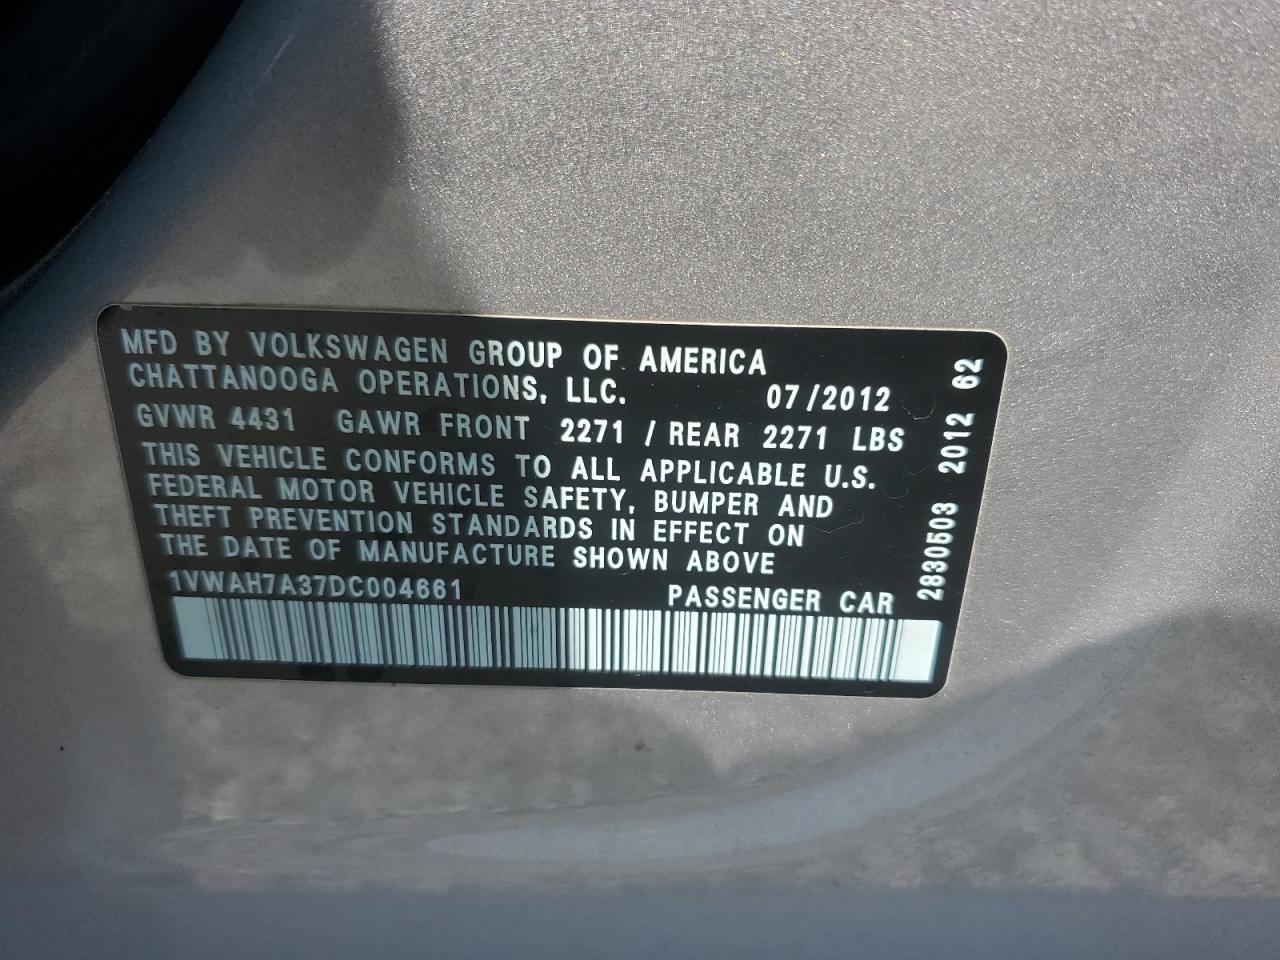 MFD BY VOLKSWAGEN GROUP OF AMERICA
CHATTANOOGA OPERATIONS, LLC. 07/2012
GVWR 4431 GAWR FRONT 2271 / REAR 2271 LBS
THIS VEHICLE CONFORMS TO ALL APPLICABLE U.S.
FEDERAL MOTOR VEHICLE SAFETY, BUMPER AND
THEFT PREVENTION STANDARDS IN EFFECT ON
THE DATE OF MANUFACTURE SHOWN ABOVE
1VWAH7A37DC004661 PASSENGER CAR
2830503 2012 62